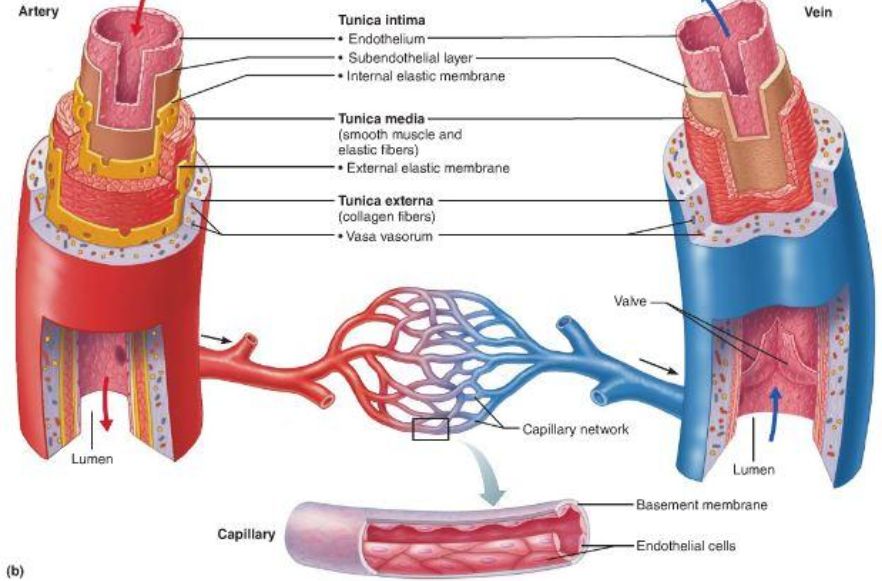 Artery
Vein
Tunica intima
• Endothelium
• Subendothelial layer
• Internal elastic membrane
Tunica media
(smooth muscle and
elastic fibers)
• External elastic membrane
Tunica externa
(collagen fibers)
• Vasa vasorum
Valve
Capillary network
Lumen
Lumen
Basement membrane
Capillary
Endothelial cells
(b)